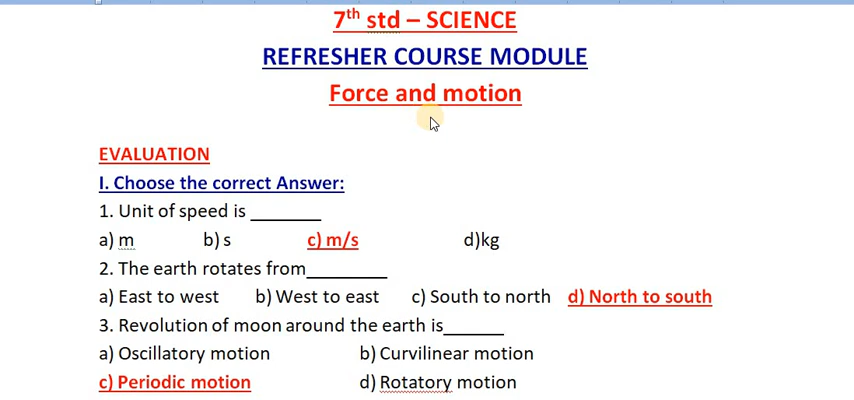 7th std – SCIENCE
REFRESHER COURSE MODULE
Force and motion
EVALUATION
I. Choose the correct Answer:
1. Unit of speed is ________
a) m b) s c) m/s d)kg
2. The earth rotates from_________
a) East to west b) West to east c) South to north d) North to south
3. Revolution of moon around the earth is_______
a) Oscillatory motion b) Curvilinear motion
c) Periodic motion d) Rotatory motion